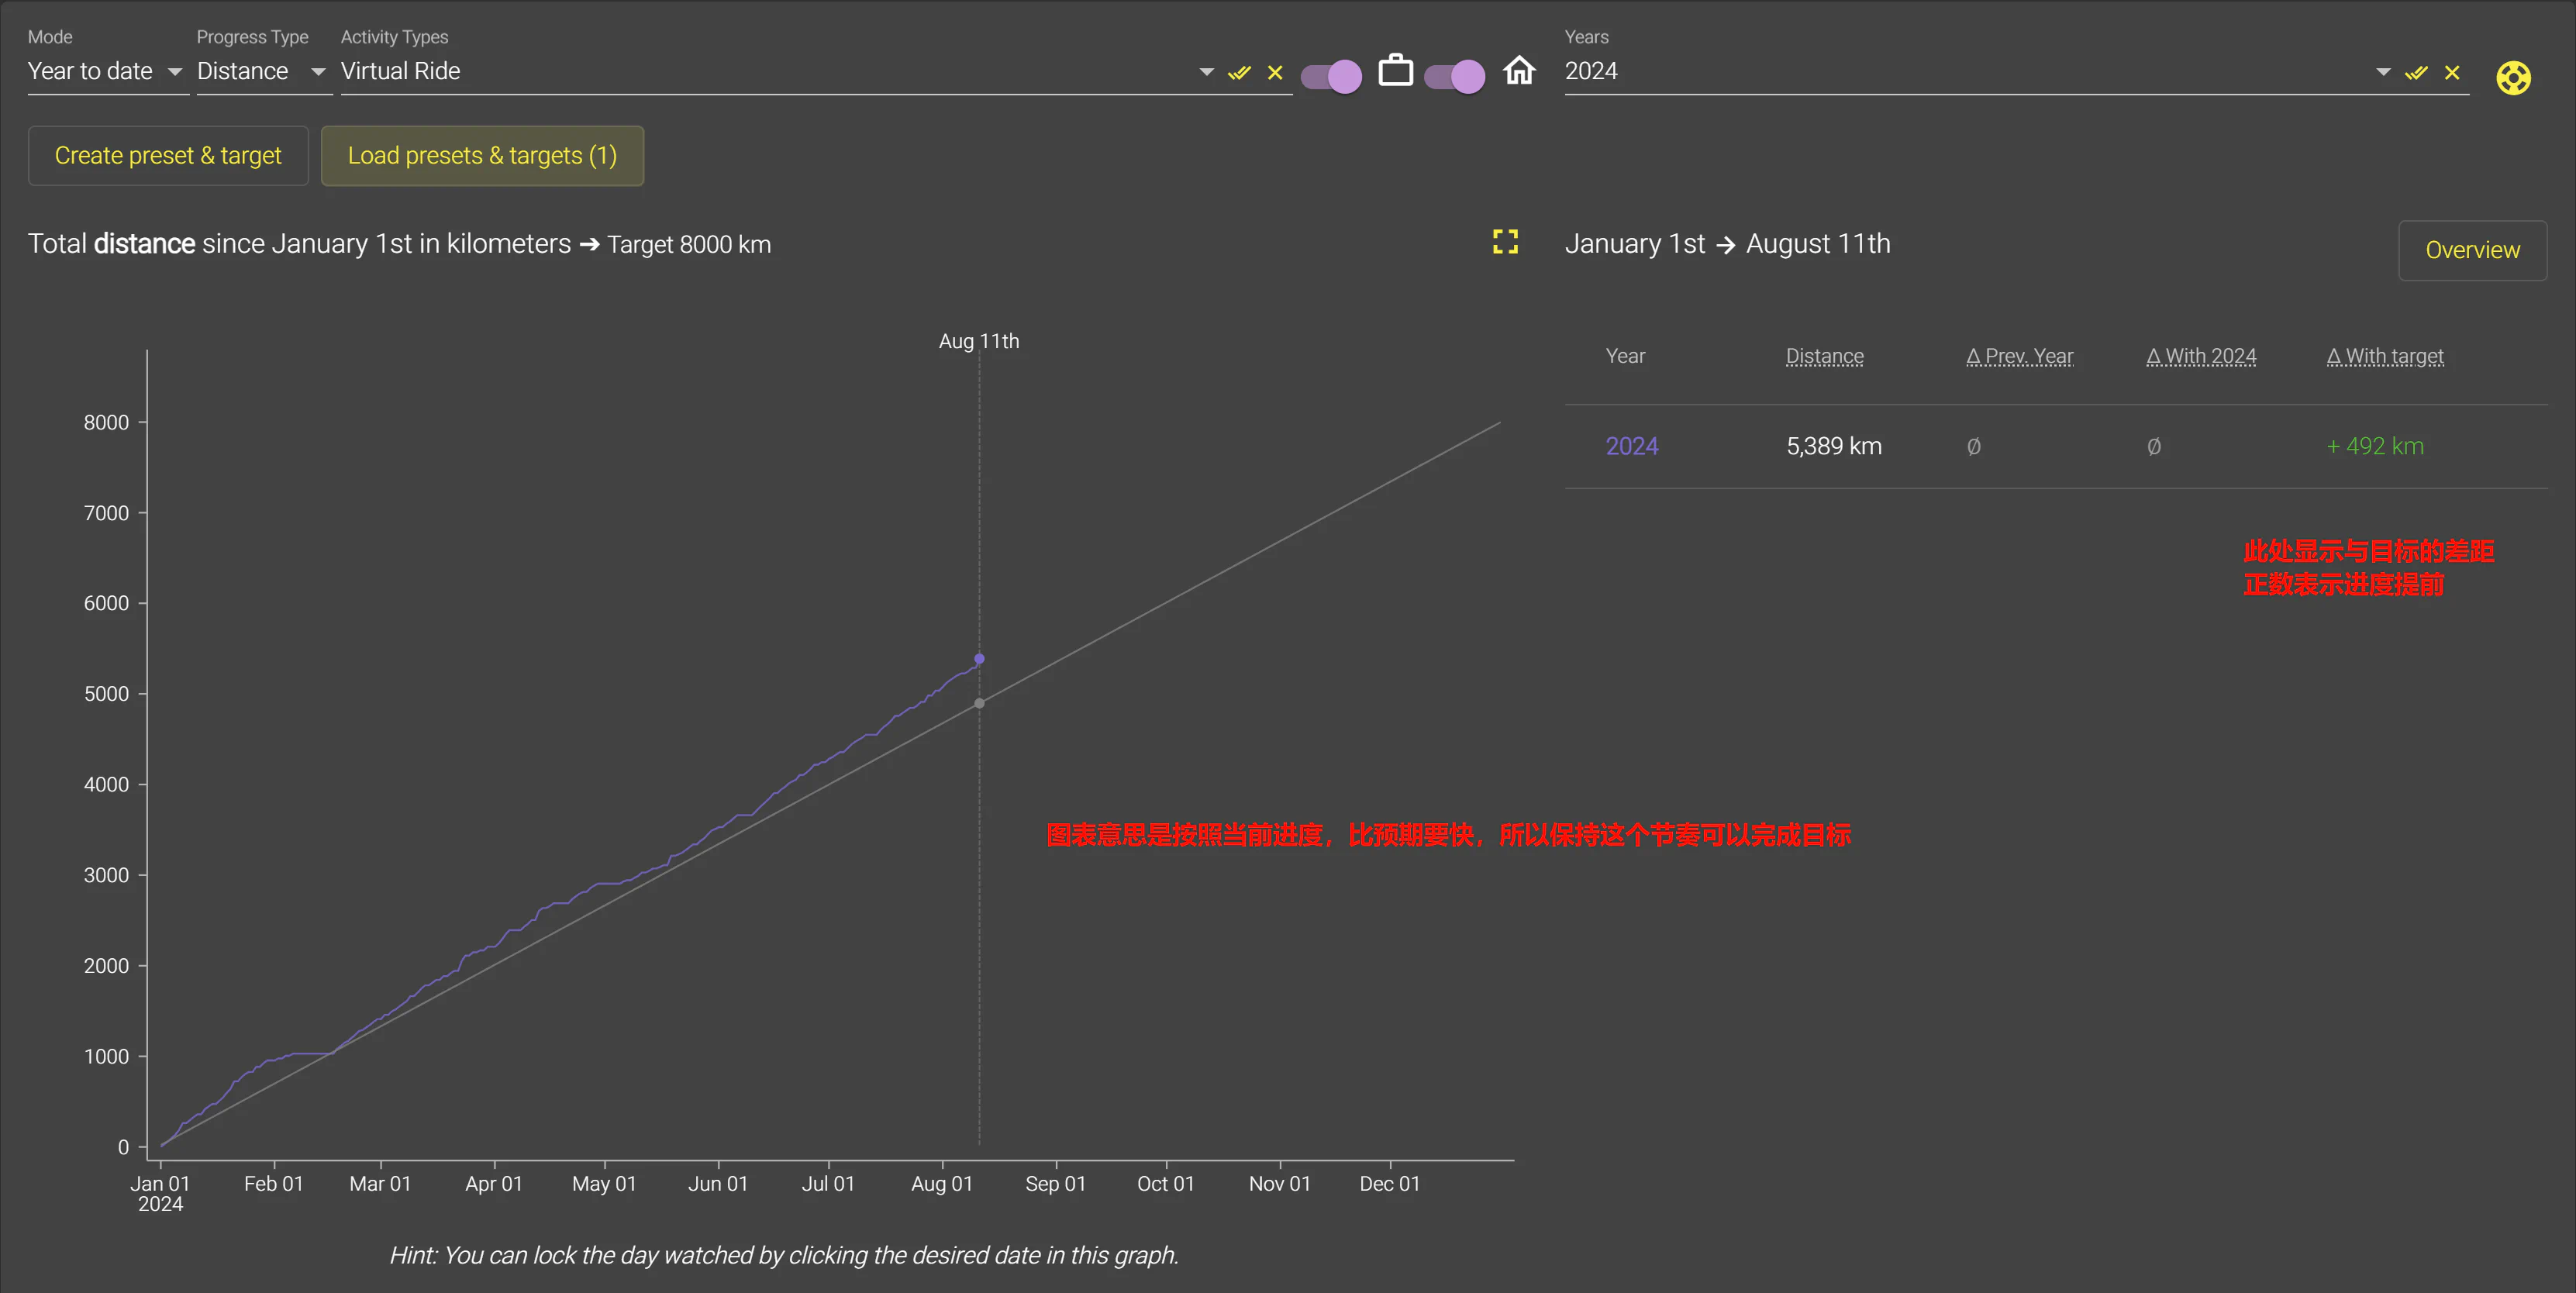 Mode
Progress Type
Activity Types
Years
Year to date
Distance
Virtual Ride
2024
Create preset & target
Load presets & targets (1)
Total distance since January 1st in kilometers ➔ Target 8000 km
January 1st → August 11th
Overview
Aug 11th
Year
Distance
Δ Prev. Year
Δ With 2024
Δ With target
2024
5,389 km
∅
∅
+ 492 km
此处显示与目标的差距
正数表示进度提前
图表意思是按照当前进度，比预期要快，所以保持这个节奏可以完成目标
8000
7000
6000
5000
4000
3000
2000
1000
0
Jan 01
2024
Feb 01
Mar 01
Apr 01
May 01
Jun 01
Jul 01
Aug 01
Sep 01
Oct 01
Nov 01
Dec 01
Hint: You can lock the day watched by clicking the desired date in this graph.